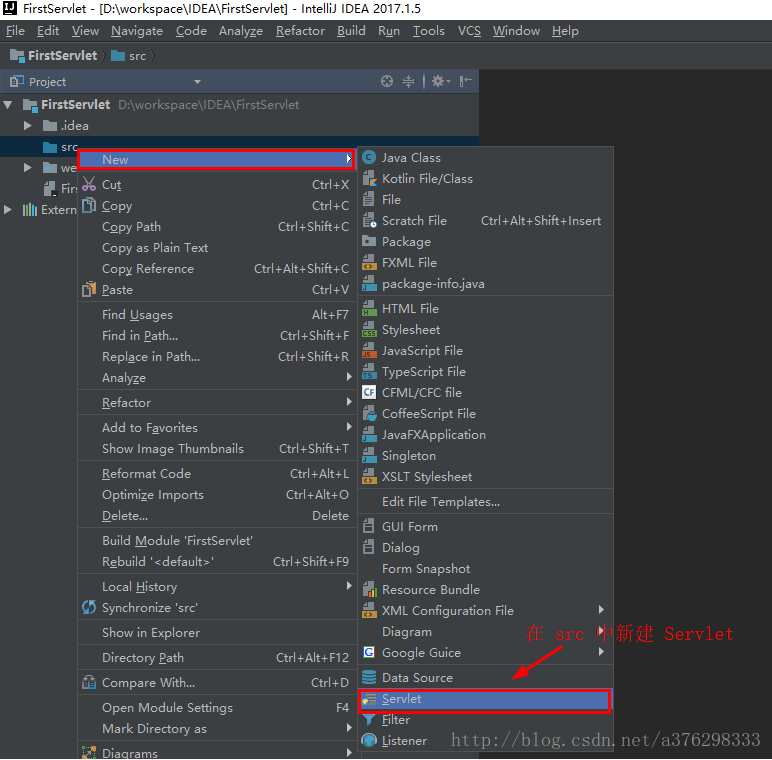 FirstServlet - [D:\workspace\IDEA\FirstServlet] - IntelliJ IDEA 2017.1.5
File Edit View Navigate Code Analyze Refactor Build Run Tools VCS Window Help
FirstServlet src
Project
FirstServlet D:\workspace\IDEA\FirstServlet
.idea
src
we
Firs
Extern
New
Cut Ctrl+X
Copy Ctrl+C
Copy Path Ctrl+Shift+C
Copy as Plain Text
Copy Reference Ctrl+Alt+Shift+C
Paste Ctrl+V
Find Usages Alt+F7
Find in Path... Ctrl+Shift+F
Replace in Path... Ctrl+Shift+R
Analyze
Refactor
Add to Favorites
Show Image Thumbnails Ctrl+Shift+T
Reformat Code Ctrl+Alt+L
Optimize Imports Ctrl+Alt+O
Delete... Delete
Build Module 'FirstServlet'
Rebuild '<default>' Ctrl+Shift+F9
Local History
Synchronize 'src'
Show in Explorer
Directory Path Ctrl+Alt+F12
Compare With... Ctrl+D
Open Module Settings F4
Mark Directory as
Diagrams
Java Class
Kotlin File/Class
File
Scratch File Ctrl+Alt+Shift+Insert
Package
FXML File
package-info.java
HTML File
Stylesheet
JavaScript File
TypeScript File
CFML/CFC file
CoffeeScript File
JavaFXApplication
Singleton
XSLT Stylesheet
Edit File Templates...
GUI Form
Dialog
Form Snapshot
Resource Bundle
XML Configuration File
Diagram
Google Guice
Data Source
Servlet
Filter
Listener
在 src 中新建 Servlet
http://blog.csdn.net/a376298333